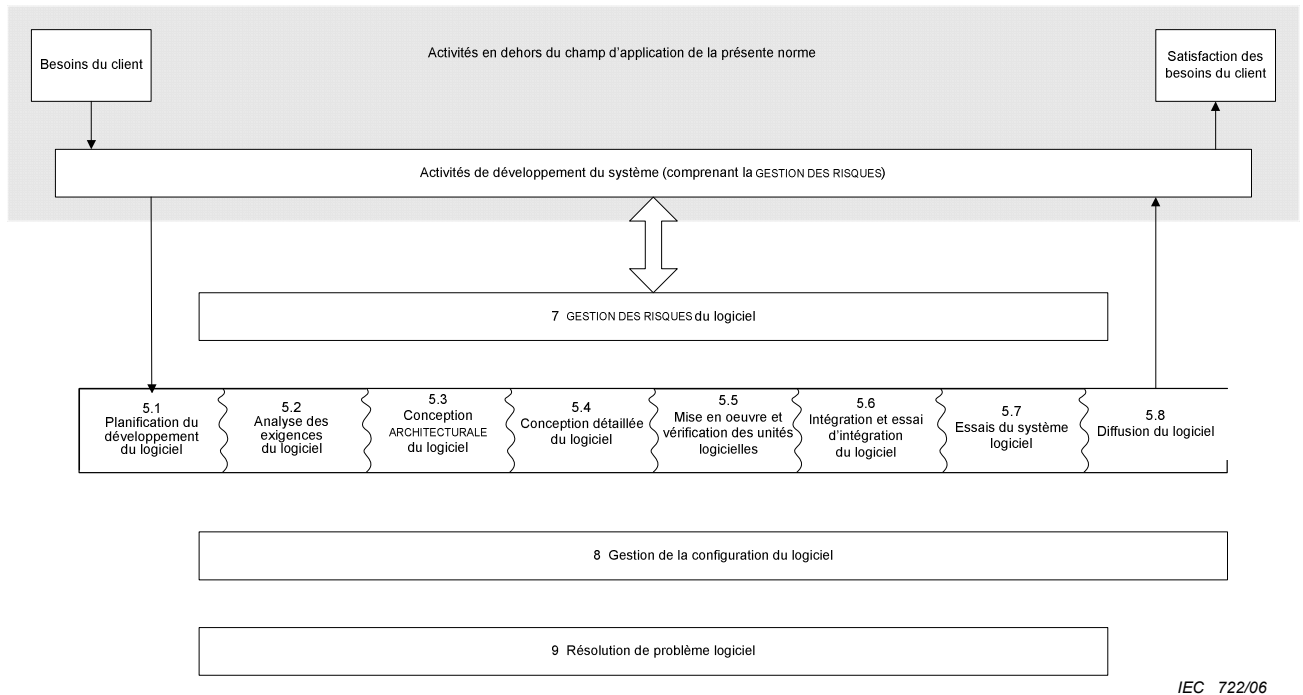 Besoins du client
Activités en dehors du champ d'application de la présente norme
Satisfaction des
besoins du client
Activités de développement du système (comprenant la GESTION DES RISQUES)
7 GESTION DES RISQUES du logiciel
5.1
Planification du
développement
du logiciel
5.2
Analyse des
exigences
du logiciel
5.3
Conception
ARCHITECTURALE
du logiciel
5.4
Conception détaillée
du logiciel
5.5
Mise en oeuvre et
vérification des unités
logicielles
5.6
Intégration et essai
d'intégration
du logiciel
5.7
Essais du système
logiciel
5.8
Diffusion du logiciel
8 Gestion de la configuration du logiciel
9 Résolution de problème logiciel
IEC 722/06